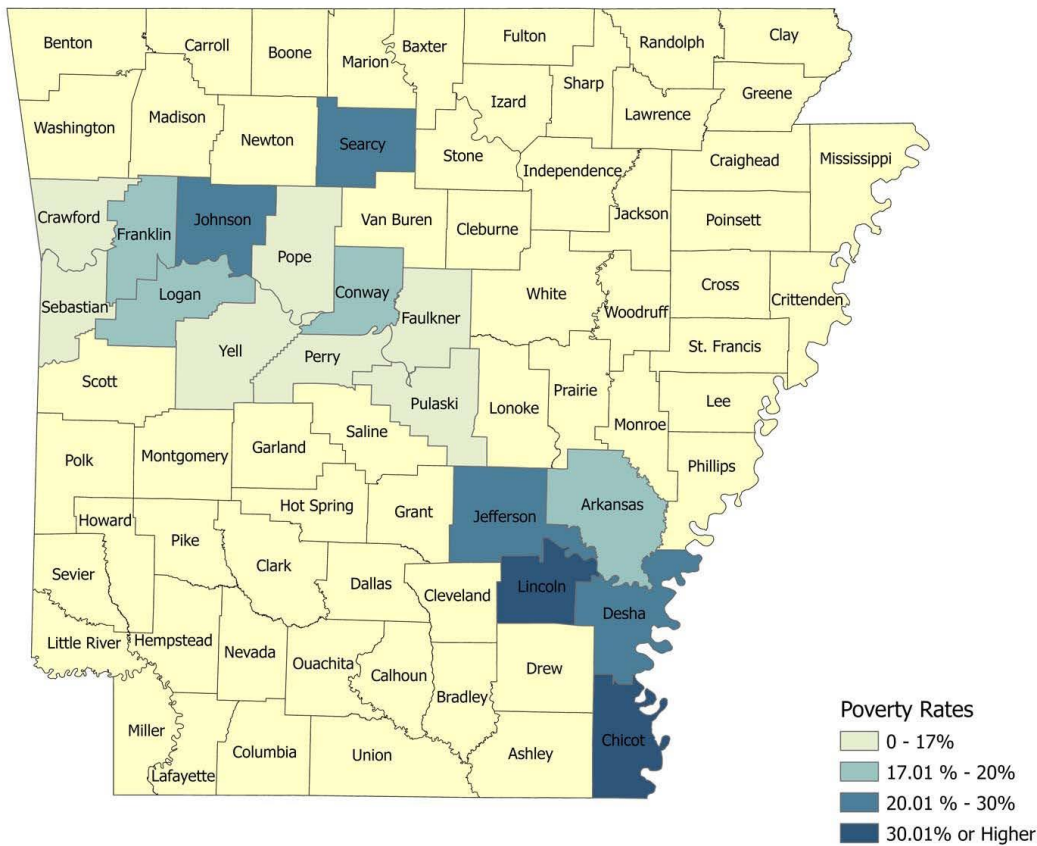 Benton
Carroll
Boone
Marion
Baxter
Fulton
Sharp
Randolph
Clay
Greene
Izard
Lawrence
Washington
Madison
Newton
Searcy
Stone
Independence
Craighead
Mississippi
Crawford
Franklin
Johnson
Pope
Van Buren
Cleburne
Jackson
Poinsett
Sebastian
Logan
Conway
Faulkner
White
Woodruff
Cross
Crittenden
St. Francis
Scott
Yell
Perry
Pulaski
Lonoke
Prairie
Monroe
Lee
Phillips
Polk
Montgomery
Garland
Saline
Hot Spring
Grant
Jefferson
Arkansas
Howard
Pike
Clark
Dallas
Cleveland
Lincoln
Desha
Sevier
Little River
Hempstead
Nevada
Ouachita
Calhoun
Bradley
Drew
Miller
Lafayette
Columbia
Union
Ashley
Chicot
Poverty Rates
0 - 17%
17.01 % - 20%
20.01 % - 30%
30.01% or Higher